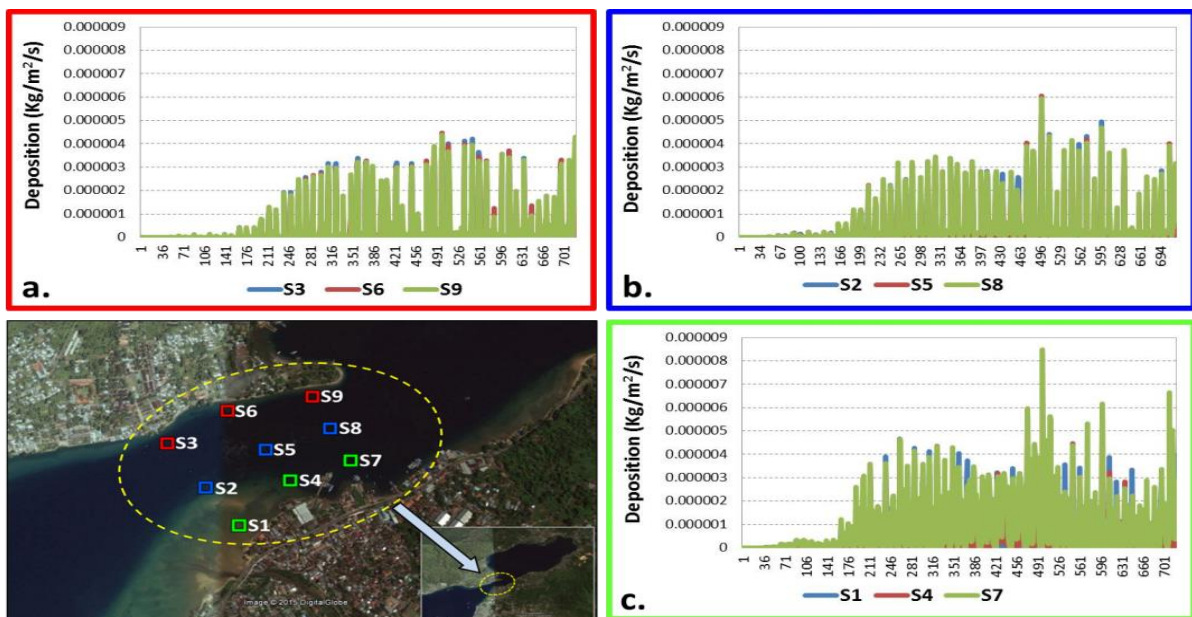 0.000009
0.000008
0.000007
0.000006
0.000005
0.000004
0.000003
0.000002
0.000001
0
Deposition (Kg/m²/s)
1 36 71 106 141 176 211 246 281 316 351 386 421 456 491 526 561 596 631 666 701
S3 S6 S9
a.
0.000009
0.000008
0.000007
0.000006
0.000005
0.000004
0.000003
0.000002
0.000001
0
Deposition (Kg/m²/s)
1 34 67 100 133 166 199 232 265 298 331 364 397 430 463 496 529 562 595 628 661 694
S2 S5 S8
b.
S9
S6
S8
S3
S5
S7
S4
S2
S1
Image © 2015 DigitalGlobe
0.000009
0.000008
0.000007
0.000006
0.000005
0.000004
0.000003
0.000002
0.000001
0
Deposition (Kg/m²/s)
1 36 71 106 141 176 211 246 281 316 351 386 421 456 491 526 561 596 631 666 701
S1 S4 S7
c.